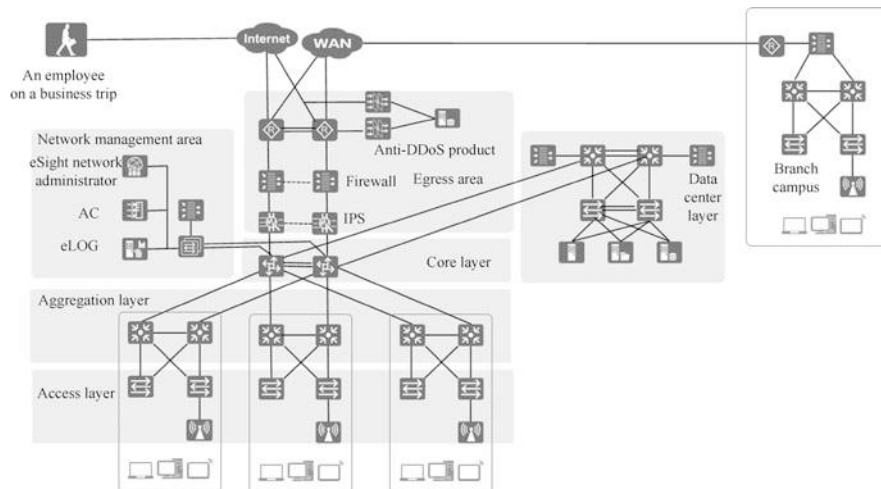 Internet
WAN
An employee
on a business trip
Network management area
eSight network
administrator
AC
eLOG
Anti-DDoS product
Firewall
Egress area
IPS
Core layer
Data
center
layer
Branch
campus
Aggregation layer
Access layer
R
R
R